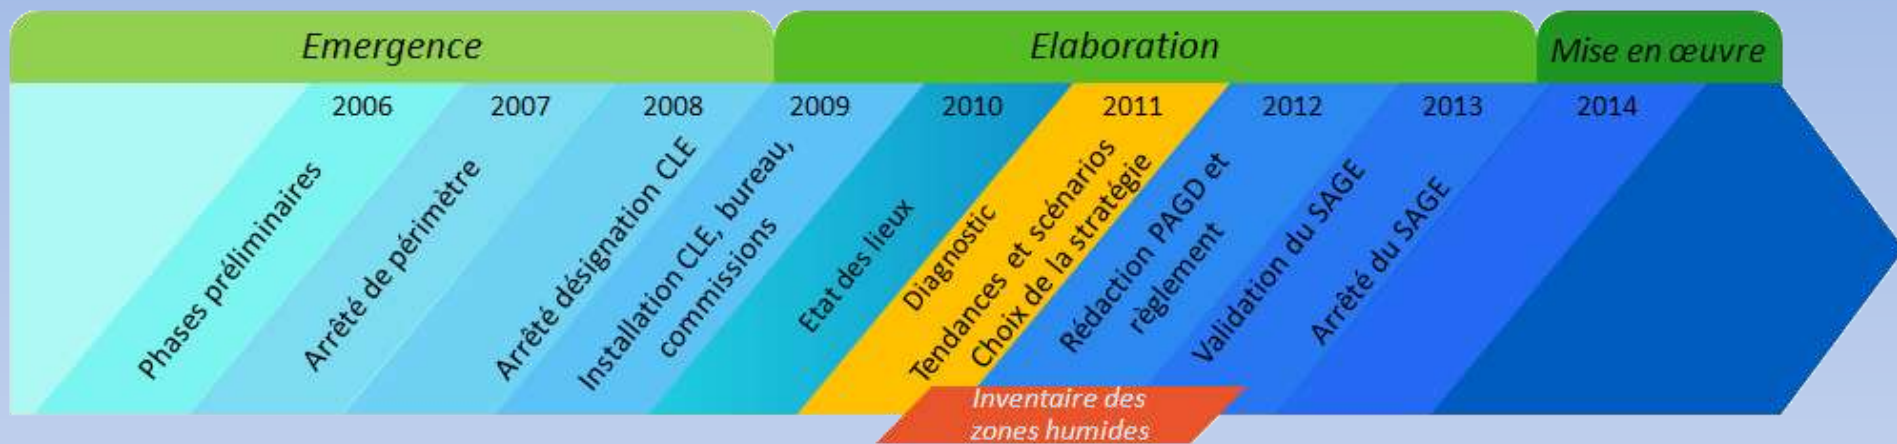 Emergence
Elaboration
Mise en œuvre
2006
2007
2008
2009
2010
2011
2012
2013
2014
Phases préliminaires
Arrêté de périmètre
Arrêté désignation CLE
Installation CLE, bureau,
commissions
Etat des lieux
Diagnostic
Tendances et scénarios
Choix de la stratégie
Rédaction PAGD et
règlement
Validation du SAGE
Arrêté du SAGE
Inventaire des
zones humides